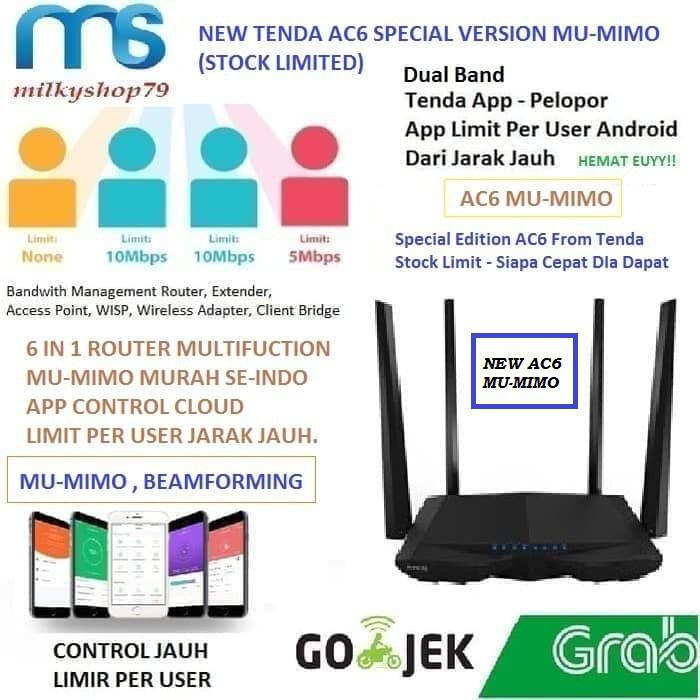 ms
milkyshop79
NEW TENDA AC6 SPECIAL VERSION MU-MIMO
(STOCK LIMITED)
Dual Band
Tenda App - Pelopor
App Limit Per User Android
Dari Jarak Jauh
HEMAT EUYY!!
AC6 MU-MIMO
Special Edition AC6 From Tenda
Stock Limit - Siapa Cepat DIa Dapat
Limit:
None
Limit:
10Mbps
Limit:
10Mbps
Limit:
5Mbps
Bandwith Management Router, Extender,
Access Point, WISP, Wireless Adapter, Client Bridge
6 IN 1 ROUTER MULTIFUCTION
MU-MIMO MURAH SE-INDO
APP CONTROL CLOUD
LIMIT PER USER JARAK JAUH.
MU-MIMO , BEAMFORMING
NEW AC6
MU-MIMO
CONTROL JAUH
LIMIR PER USER
GO-JEK
Grab